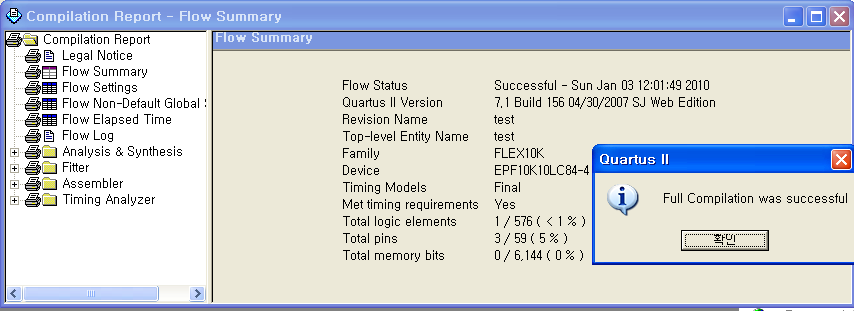 Compilation Report - Flow Summary
Compilation Report
Legal Notice
Flow Summary
Flow Settings
Flow Non-Default Global
Flow Elapsed Time
Flow Log
Analysis & Synthesis
Fitter
Assembler
Timing Analyzer
Flow Summary
Flow Status Successful - Sun Jan 03 12:01:49 2010
Quartus II Version 7.1 Build 156 04/30/2007 SJ Web Edition
Revision Name test
Top-level Entity Name test
Family FLEX10K
Device EPF10K10LC84-4
Timing Models Final
Met timing requirements Yes
Total logic elements 1 / 576 ( < 1 % )
Total pins 3 / 59 ( 5 % )
Total memory bits 0 / 6,144 ( 0 % )
Quartus II
Full Compilation was successful
확인